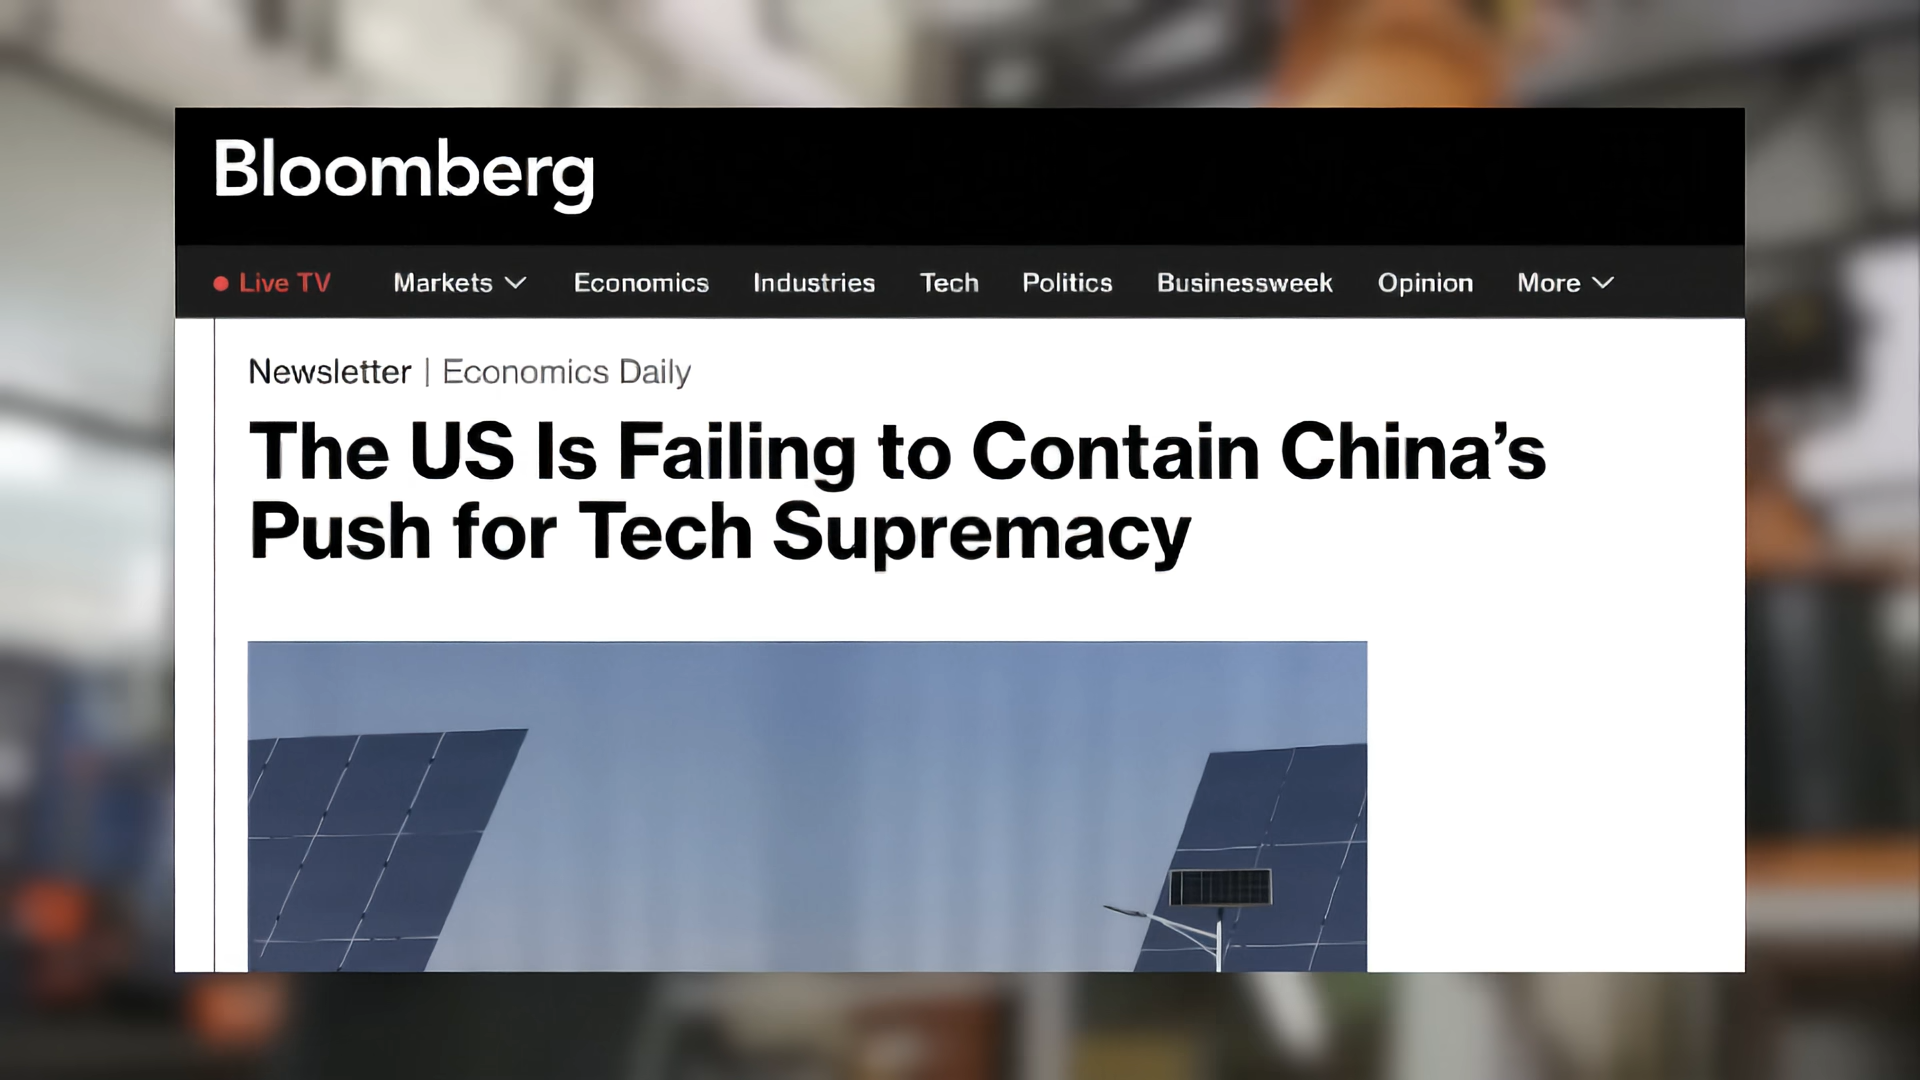 Bloomberg
Live TV Markets Economics Industries Tech Politics Businessweek Opinion More
Newsletter | Economics Daily
The US Is Failing to Contain China’s
Push for Tech Supremacy